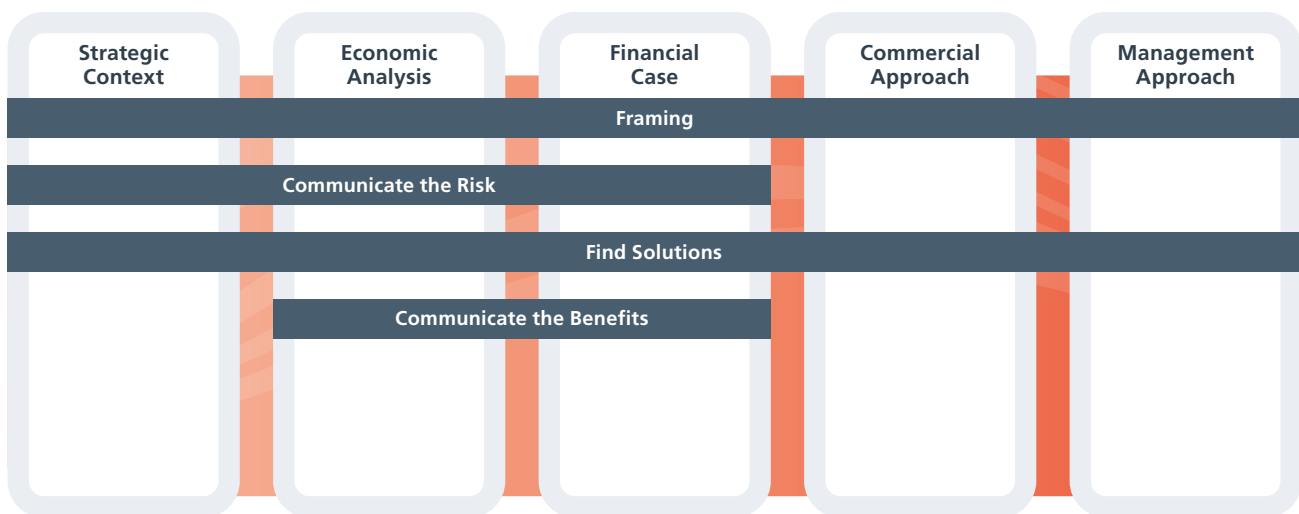 Strategic
Context
Economic
Analysis
Financial
Case
Commercial
Approach
Management
Approach
Framing
Communicate the Risk
Find Solutions
Communicate the Benefits